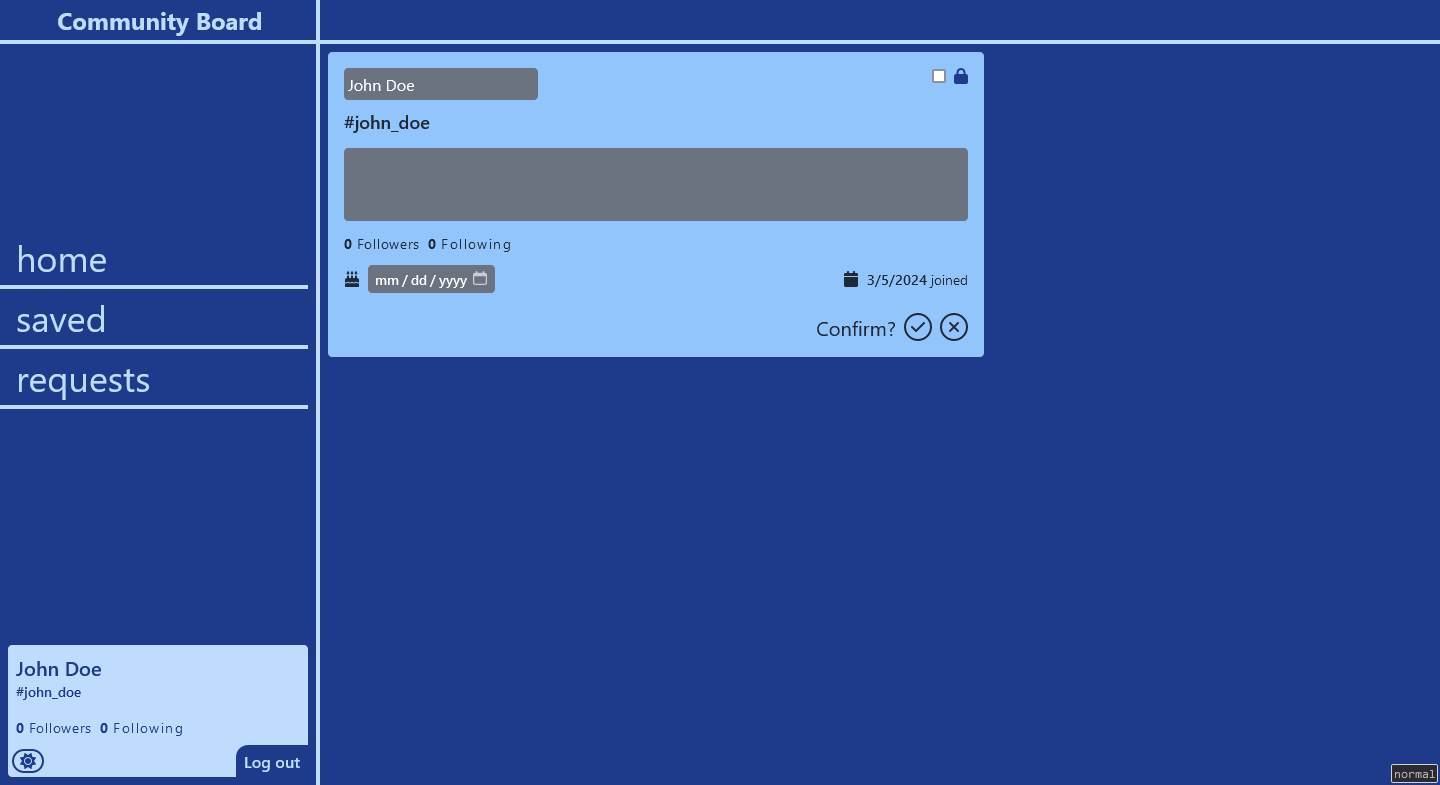 Community Board
home
saved
requests
John Doe
#john_doe
0 Followers 0 Following
Log out
John Doe
#john_doe
0 Followers 0 Following
mm / dd / yyyy
3/5/2024 joined
Confirm?
normal